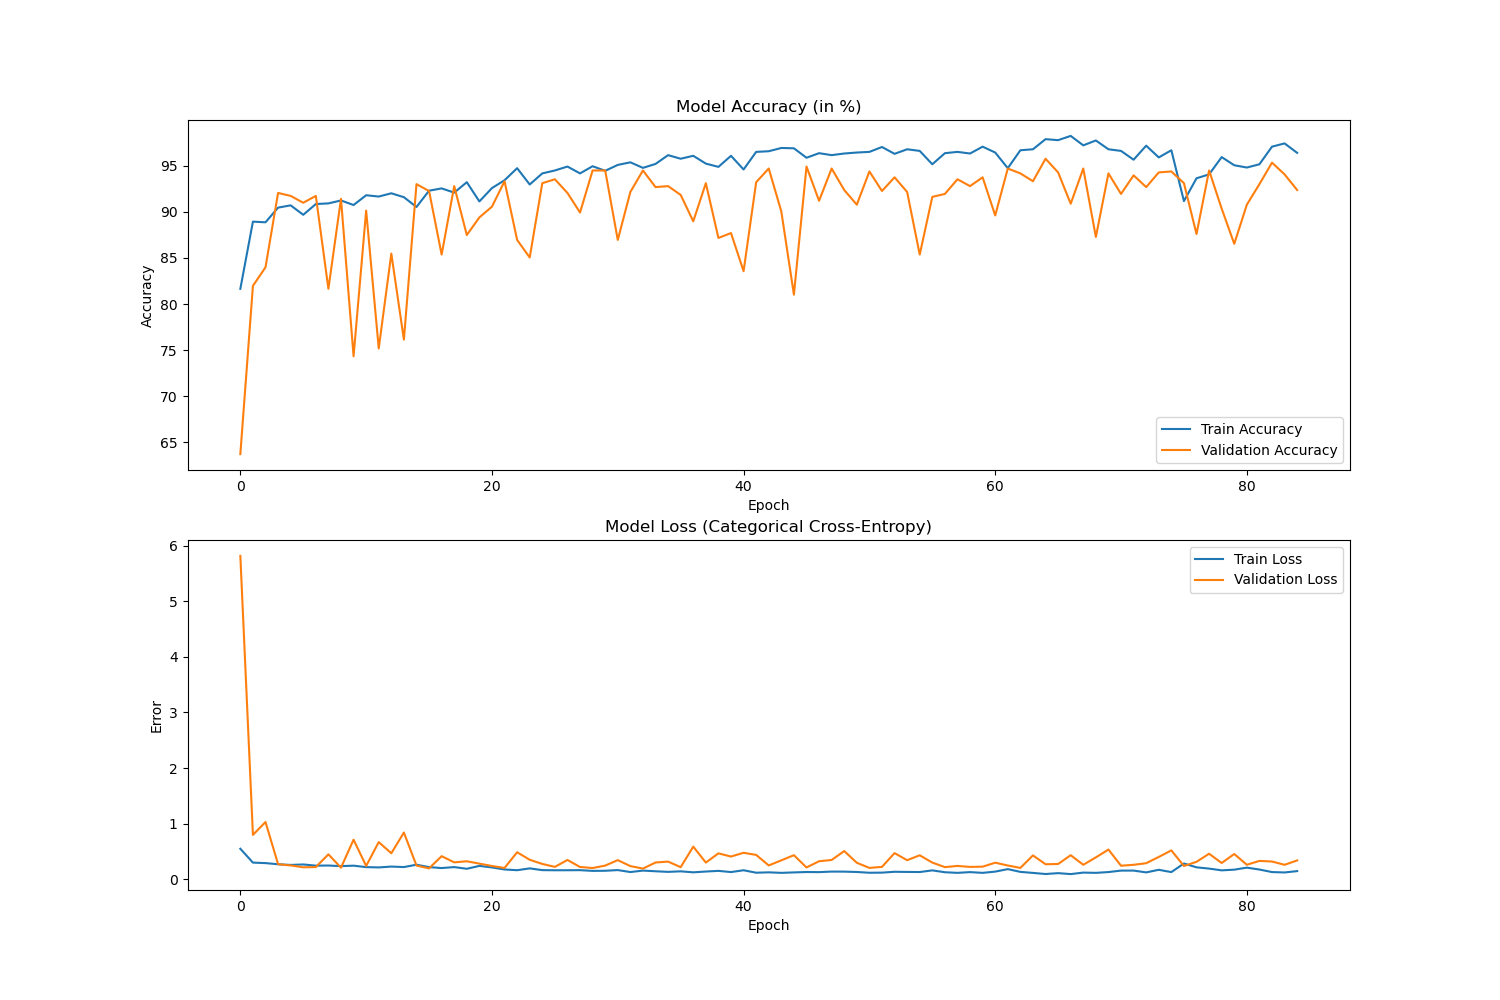 Model Accuracy (in %)
Accuracy
95
90
85
80
75
70
65
Train Accuracy
Validation Accuracy
0 20 40 60 80
Epoch
Model Loss (Categorical Cross-Entropy)
Error
6
5
4
3
2
1
0
Train Loss
Validation Loss
0 20 40 60 80
Epoch